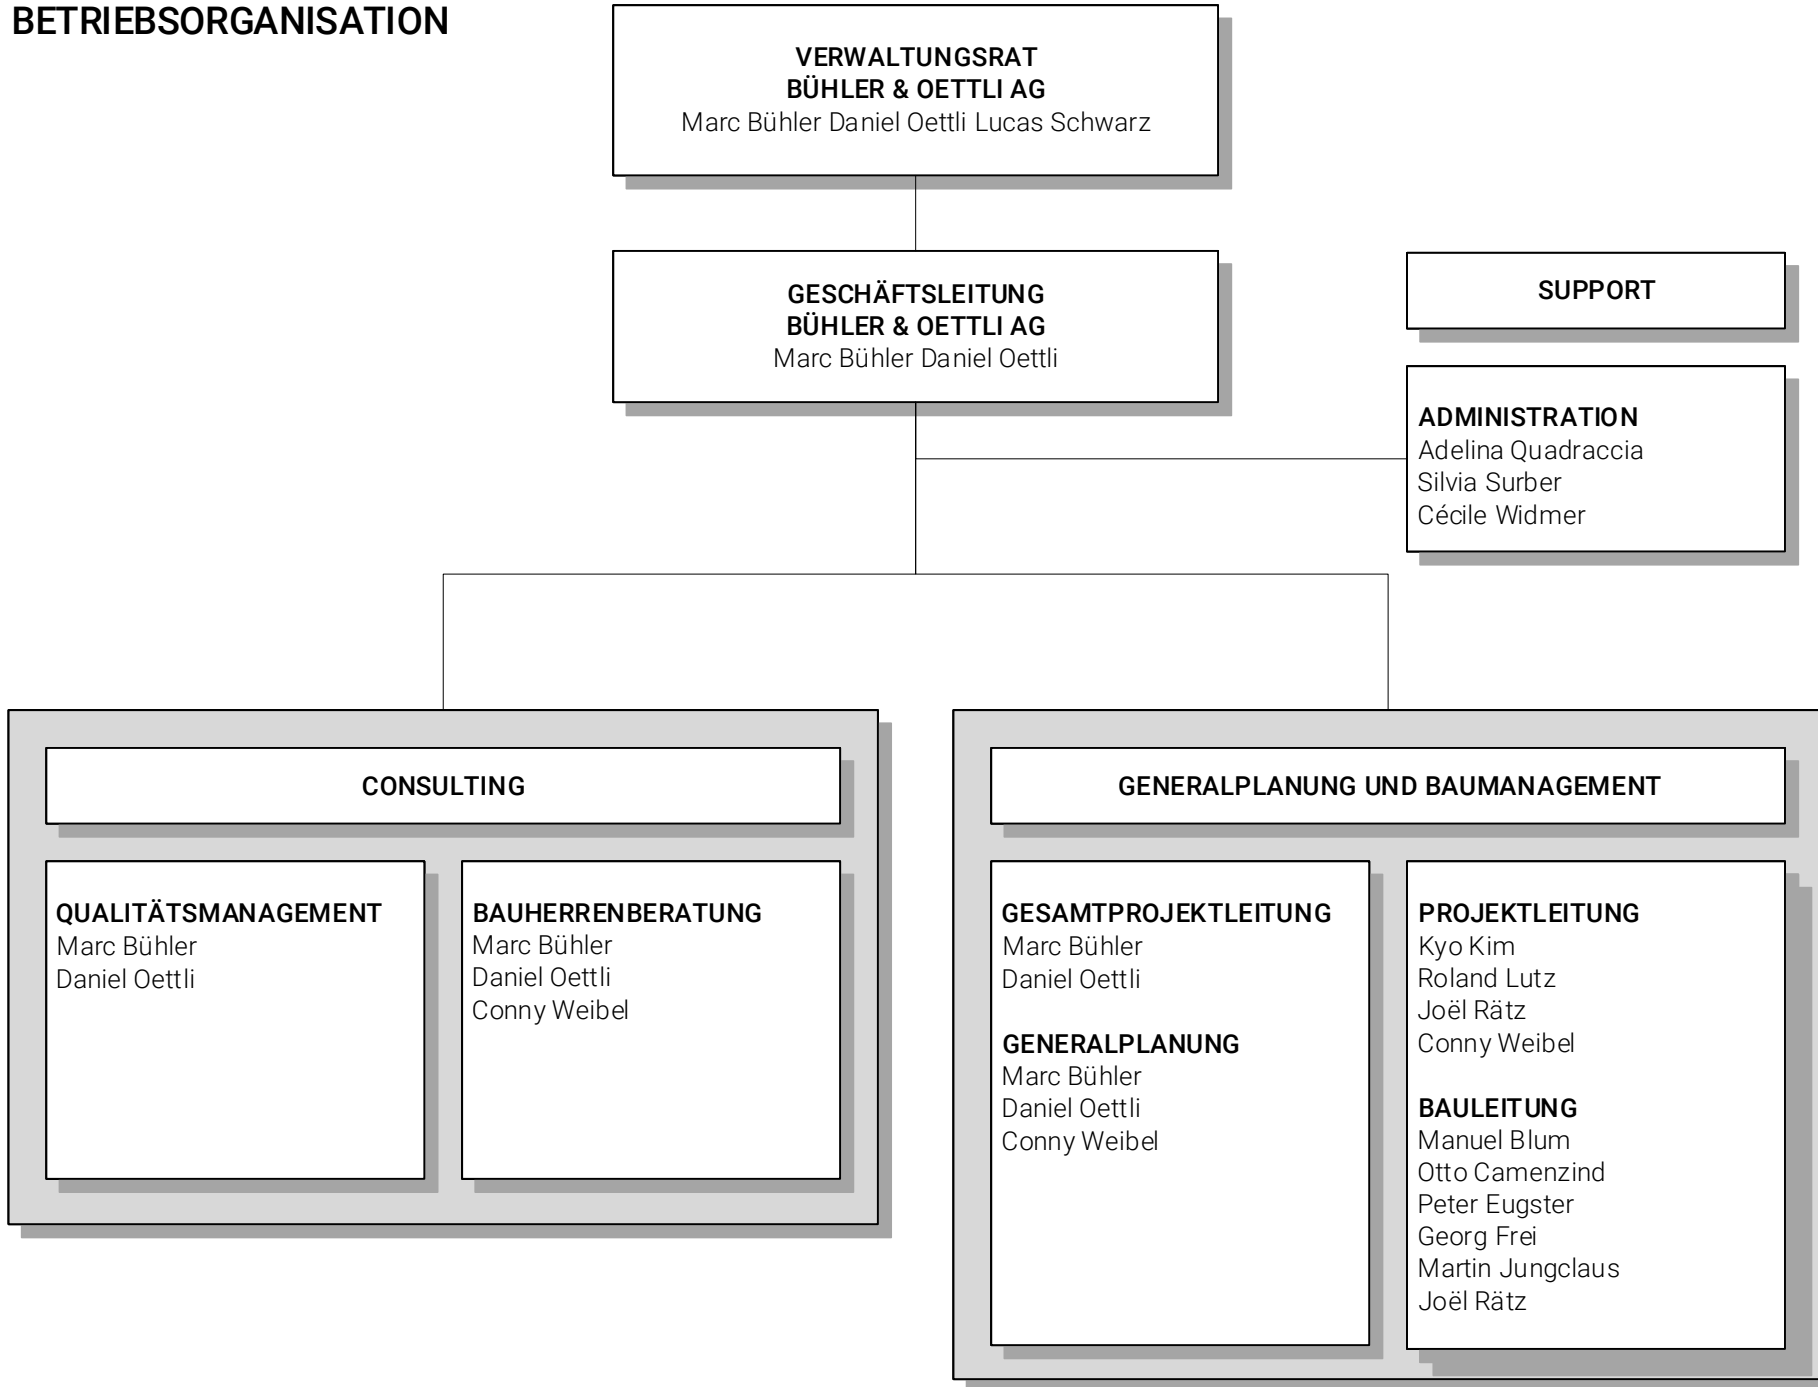 BETRIEBSORGANISATION
VERWALTUNGSRAT
BÜHLER & OETTLI AG
Marc Bühler Daniel Oettli Lucas Schwarz
GESCHÄFTSLEITUNG
BÜHLER & OETTLI AG
Marc Bühler Daniel Oettli
SUPPORT
ADMINISTRATION
Adelina Quadraccia
Silvia Surber
Cécile Widmer
CONSULTING
QUALITÄTSMANAGEMENT
Marc Bühler
Daniel Oettli
BAUHERRENBERATUNG
Marc Bühler
Daniel Oettli
Conny Weibel
GENERALPLANUNG UND BAUMANAGEMENT
GESAMTPROJEKTLEITUNG
Marc Bühler
Daniel Oettli
GENERALPLANUNG
Marc Bühler
Daniel Oettli
Conny Weibel
PROJEKTLEITUNG
Kyo Kim
Roland Lutz
Joël Rätz
Conny Weibel
BAULEITUNG
Manuel Blum
Otto Camenzind
Peter Eugster
Georg Frei
Martin Jungclaus
Joël Rätz